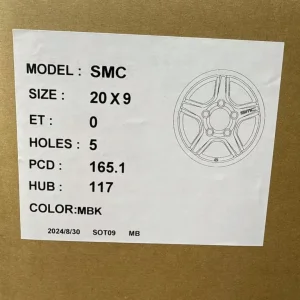 MODEL : SMC
SIZE : 20 X 9
ET : 0
HOLES : 5
PCD : 165.1
HUB : 117
COLOR:MBK
2024/8/30 SOT09 MB